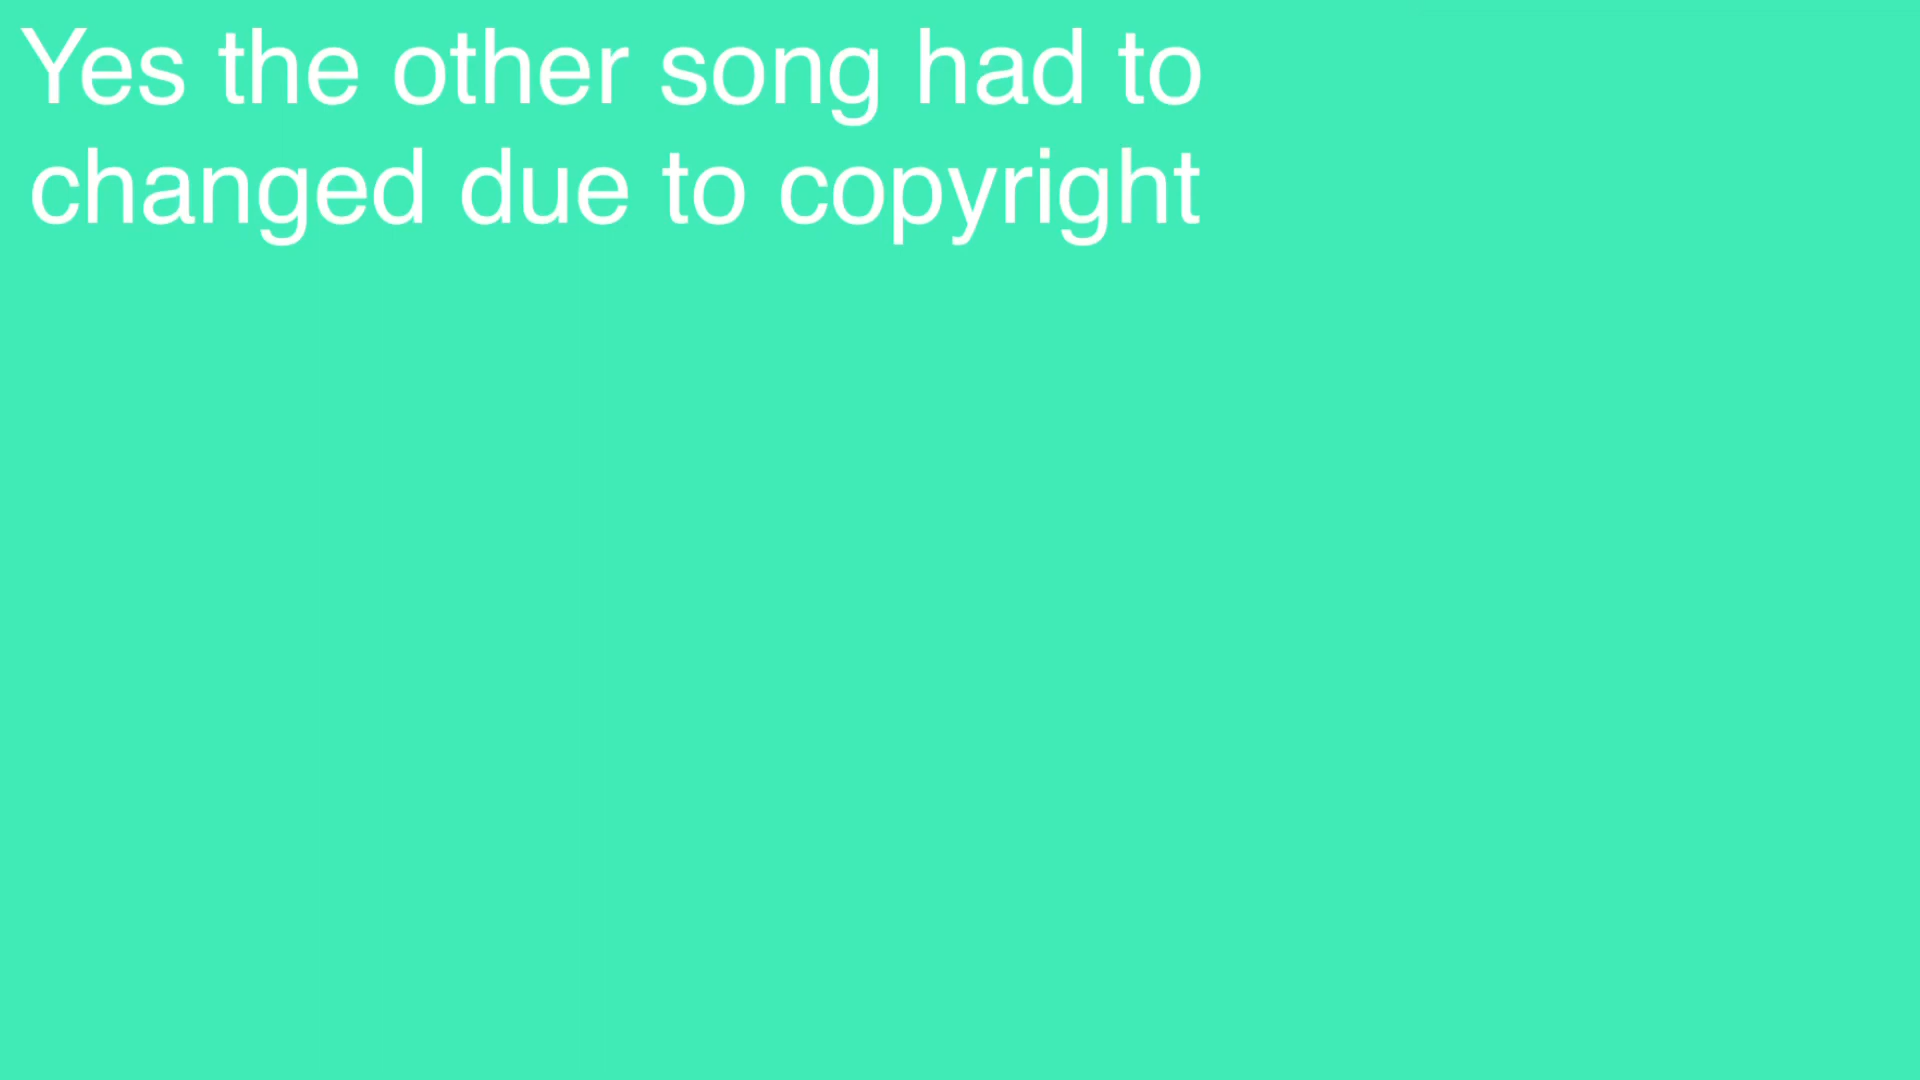 Yes the other song had to
changed due to copyright